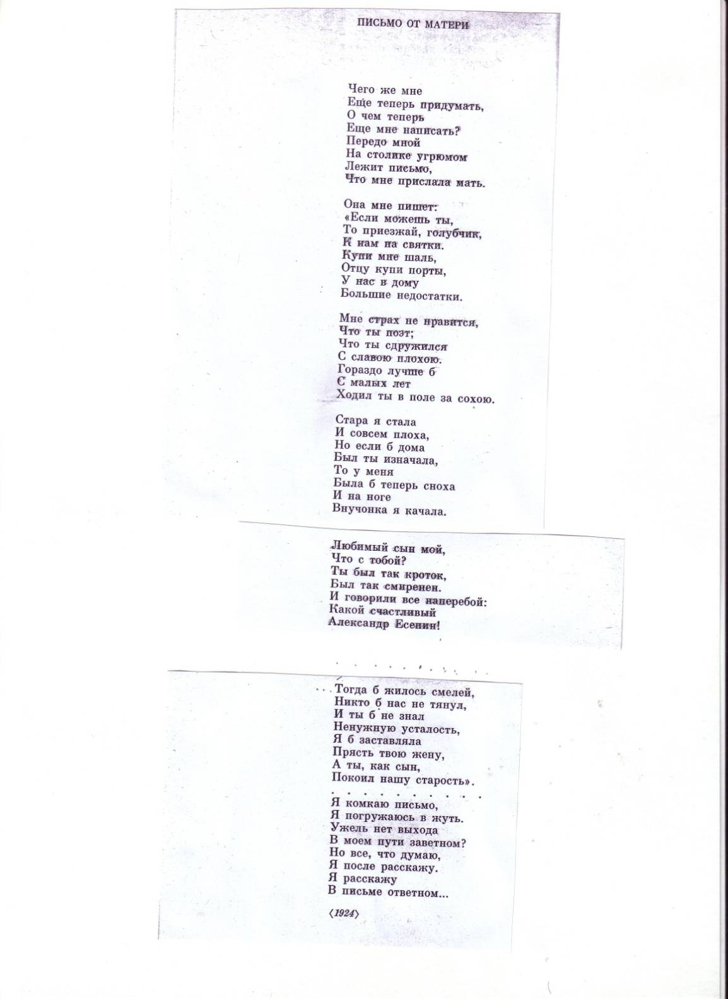 ПИСЬМО ОТ МАТЕРИ
Чего же мне
Еще теперь придумать,
О чем теперь
Еще мне написать?
Передо мной
На столике угрюмом
Лежит письмо,
Что мне прислала мать.
Она мне пишет:
«Если можешь ты,
То приезжай, голубчик,
К нам на святки.
Купи мне шаль,
Отцу купи порты,
У нас в дому
Большие недостатки.
Мне страх не нравится,
Что ты поэт;
Что ты сдружился
С славою плохою.
Гораздо лучше б
С малых лет
Ходил ты в поле за сохою.
Стара я стала
И совсем плоха,
Но если б дома
Был ты изначала,
То у меня
Была б теперь сноха
И на ноге
Внучонка я качала.
Любимый сын мой,
Что с тобой?
Ты был так кроток,
Был так смиренен.
И говорили все наперебой:
Какой счастливый
Александр Есенин!
. . . . . . . . . .
...Тогда б жилось смелей,
Никто б нас не тянул,
И ты б не знал
Ненужную усталость,
Я б заставляла
Прясть твою жену,
А ты, как сын,
Покоил нашу старость».
. . . . . . . . . .
Я комкаю письмо,
Я погружаюсь в жуть.
Ужель нет выхода
В моем пути заветном?
Но все, что думаю,
Я после расскажу.
Я расскажу
В письме ответном...
⟨1924⟩